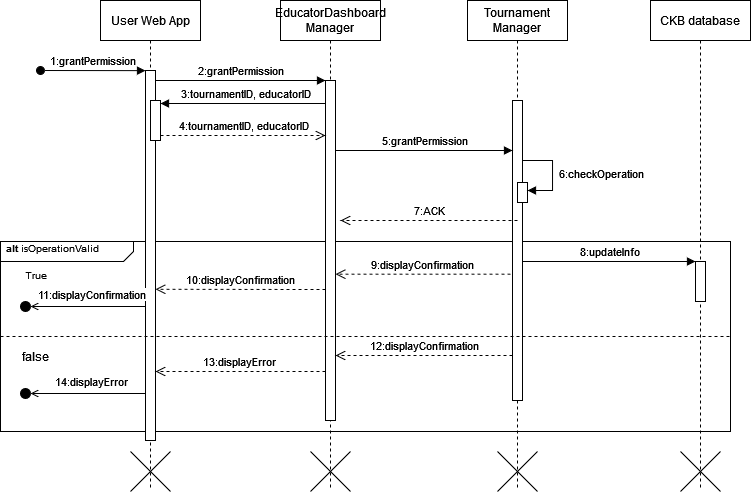 User Web App
EducatorDashboard
Manager
Tournament
Manager
CKB database
1:grantPermission
2:grantPermission
3:tournamentID, educatorID
4:tournamentID, educatorID
5:grantPermission
6:checkOperation
7:ACK
alt isOperationValid
8:updateInfo
True
9:displayConfirmation
10:displayConfirmation
11:displayConfirmation
false
12:displayConfirmation
13:displayError
14:displayError